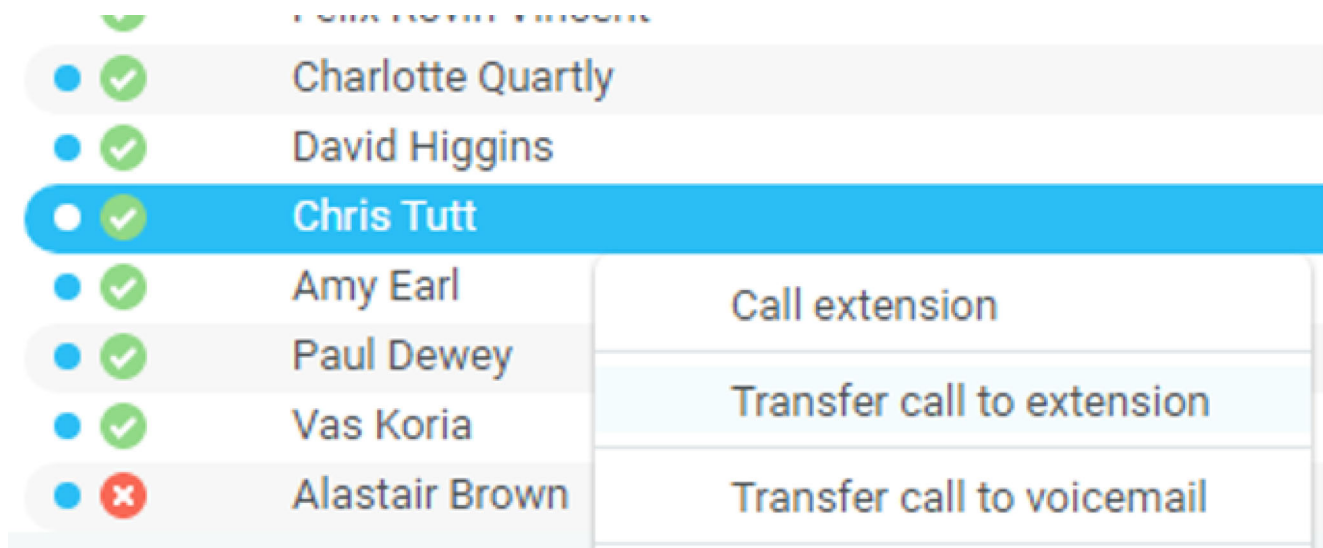 Charlotte Quartly
David Higgins
Chris Tutt
Amy Earl
Paul Dewey
Vas Koria
Alastair Brown
Call extension
Transfer call to extension
Transfer call to voicemail